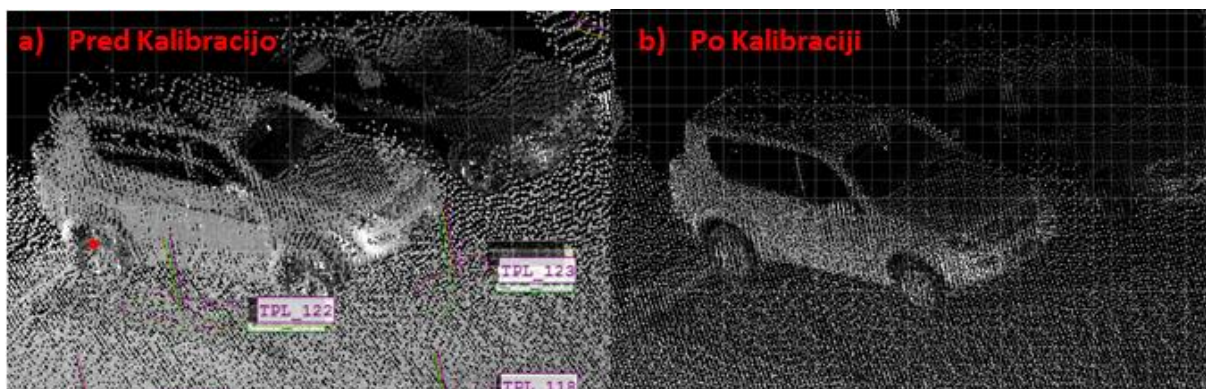 a) Pred Kalibracijo
b) Po Kalibraciji
TPL_123
TPL_122
TPL_118